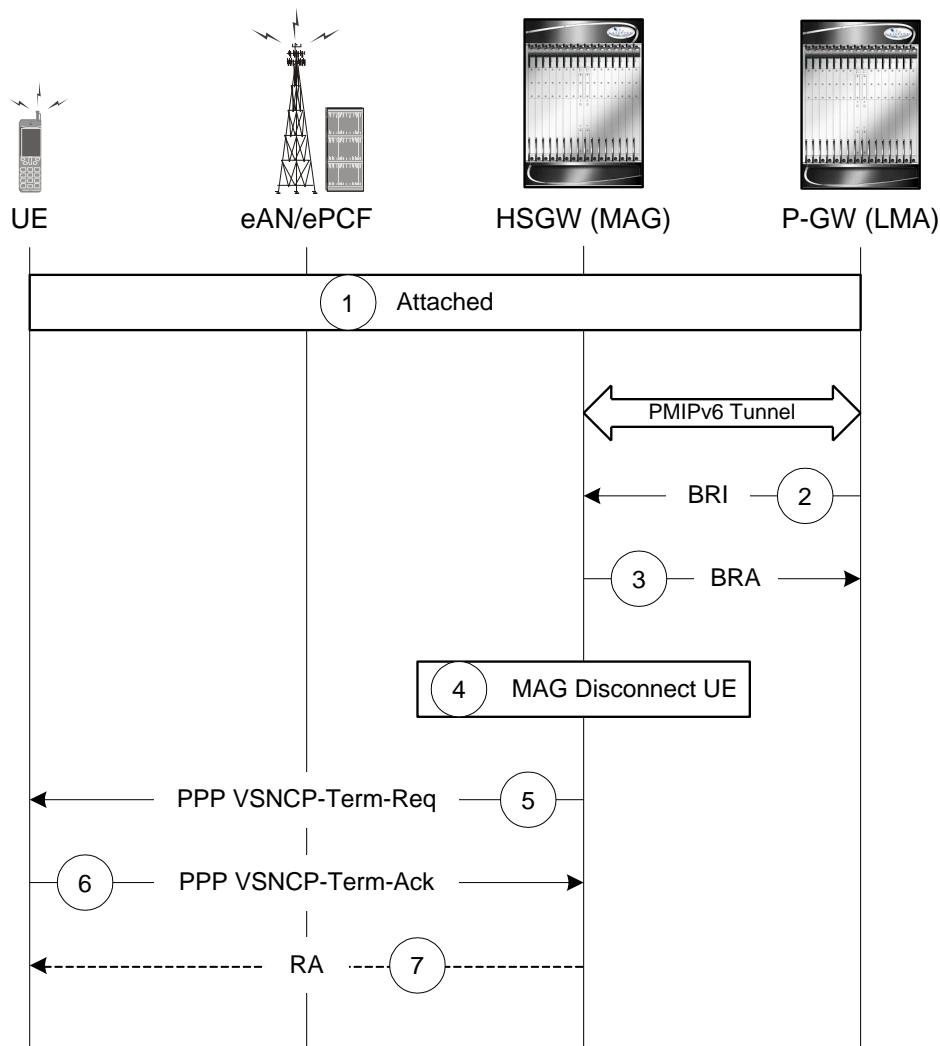 UE
eAN/ePCF
HSGW (MAG)
P-GW (LMA)
1 Attached
PMIPv6 Tunnel
BRI 2
3 BRA
4 MAG Disconnect UE
PPP VSNCP-Term-Req 5
6 PPP VSNCP-Term-Ack
RA 7